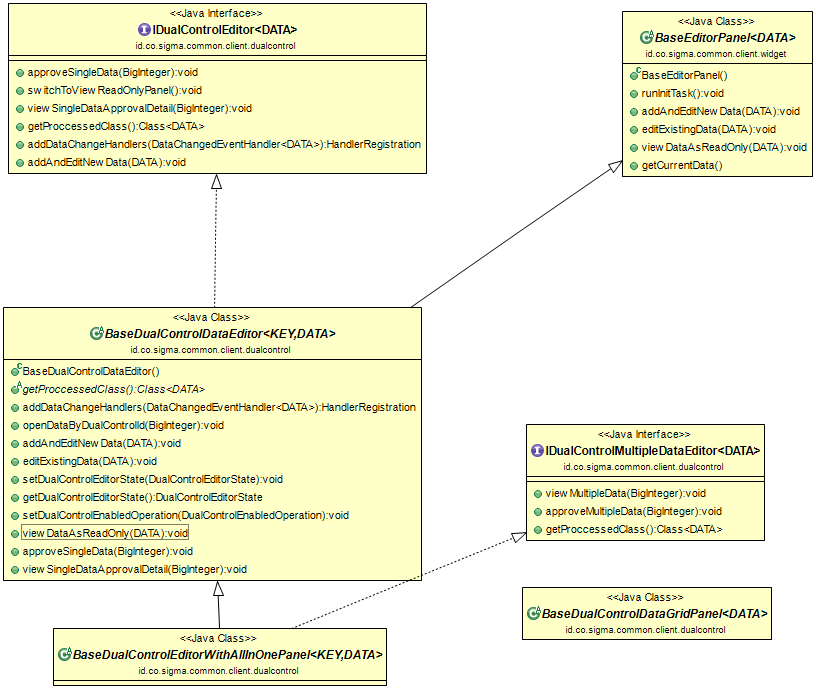 <<Java Interface>>
IDualControlEditor<DATA>
id.co.sigma.common.client.dualcontrol
approveSingleData(BigInteger):void
switchToViewReadOnlyPanel():void
viewSingleDataApprovalDetail(BigInteger):void
getProccessedClass():Class<DATA>
addDataChangeHandlers(DataChangedEventHandler<DATA>):HandlerRegistration
addAndEditNewData(DATA):void
<<Java Class>>
BaseEditorPanel<DATA>
id.co.sigma.common.client.widget
BaseEditorPanel()
runInitTask():void
addAndEditNewData(DATA):void
editExistingData(DATA):void
viewDataAsReadOnly(DATA):void
getCurrentData()
<<Java Class>>
BaseDualControlDataEditor<KEY,DATA>
id.co.sigma.common.client.dualcontrol
BaseDualControlDataEditor()
getProccessedClass():Class<DATA>
addDataChangeHandlers(DataChangedEventHandler<DATA>):HandlerRegistration
openDataByDualControlId(BigInteger):void
addAndEditNewData(DATA):void
editExistingData(DATA):void
setDualControlEditorState(DualControlEditorState):void
getDualControlEditorState():DualControlEditorState
setDualControlEnabledOperation(DualControlEnabledOperation):void
viewDataAsReadOnly(DATA):void
approveSingleData(BigInteger):void
viewSingleDataApprovalDetail(BigInteger):void
<<Java Interface>>
IDualControlMultipleDataEditor<DATA>
id.co.sigma.common.client.dualcontrol
viewMultipleData(BigInteger):void
approveMultipleData(BigInteger):void
getProccessedClass():Class<DATA>
<<Java Class>>
BaseDualControlDataGridPanel<DATA>
id.co.sigma.common.client.dualcontrol
<<Java Class>>
BaseDualControlEditorWithAllInOnePanel<KEY,DATA>
id.co.sigma.common.client.dualcontrol